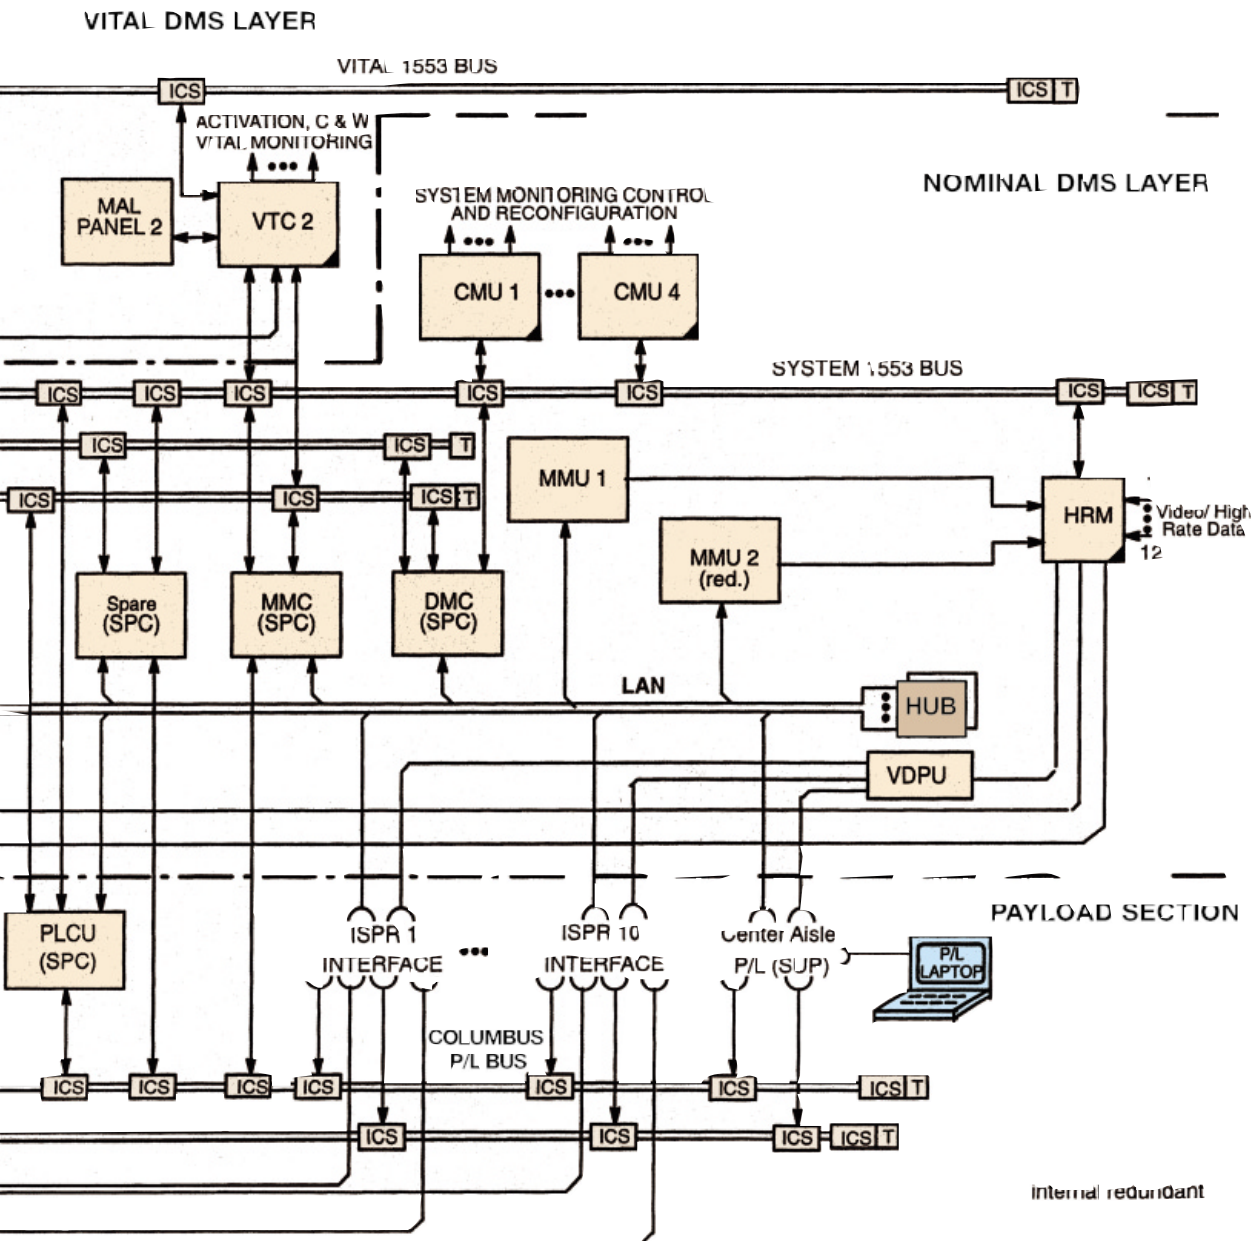 VITAL DMS LAYER
VITAL 1553 BUS
ICS
ICS T
ACTIVATION, C & W
VITAL MONITORING
NOMINAL DMS LAYER
MAL
PANEL 2
VTC 2
SYSTEM MONITORING CONTROL
AND RECONFIGURATION
CMU 1
CMU 4
SYSTEM 1553 BUS
ICS ICS ICS ICS ICS ICS ICS T
ICS ICS T
MMU 1
ICS ICS ICS T
HRM
Video/ High
Rate Data
12
MMU 2
(red.)
Spare
(SPC)
MMC
(SPC)
DMC
(SPC)
LAN
HUB
VDPU
PAYLOAD SECTION
PLCU
(SPC)
ISPR 1
INTERFACE
ISPR 10
INTERFACE
Center Aisle
P/L (SUP)
P/L
LAPTOP
COLUMBUS
P/L BUS
ICS ICS ICS ICS ICS ICS ICS T
ICS ICS ICS ICS T
internal redundant